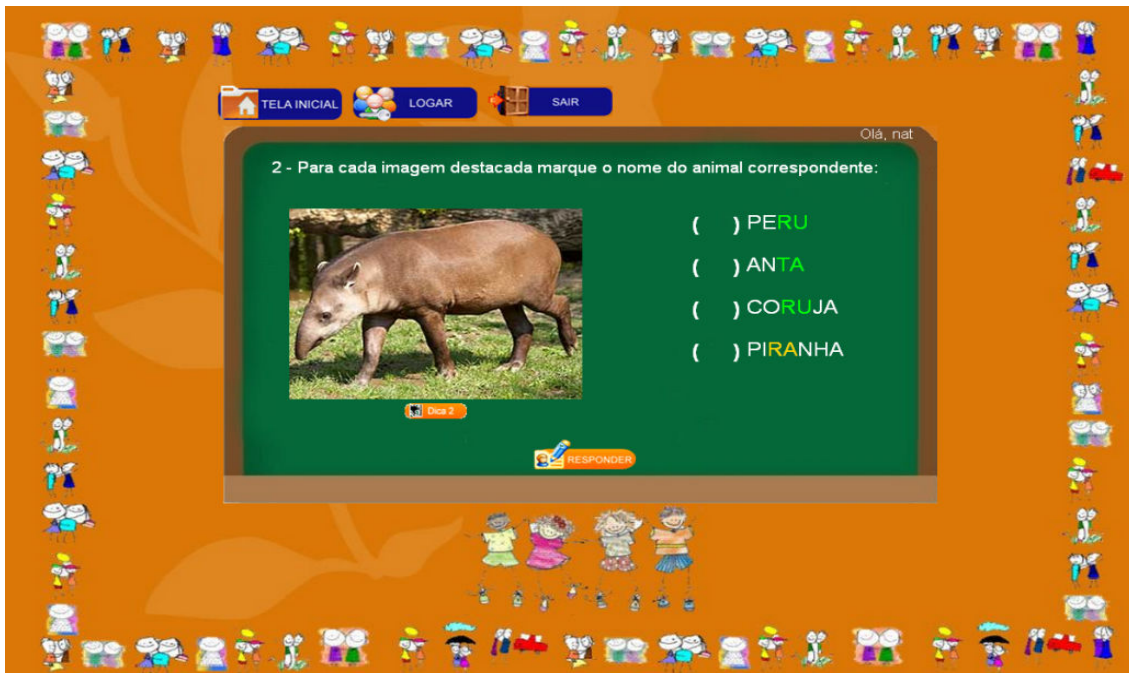 TELA INICIAL
LOGAR
SAIR
Olá, nat
2 - Para cada imagem destacada marque o nome do animal correspondente:
( ) PERU
( ) ANTA
( ) CORUJA
( ) PIRANHA
Dica 2
RESPONDER